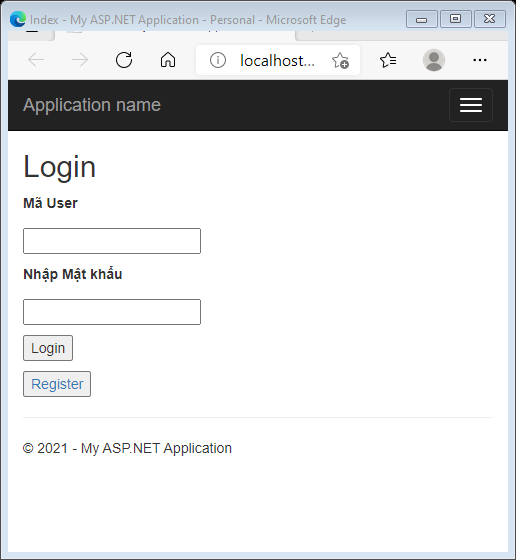 Index - My ASP.NET Application - Personal - Microsoft Edge
localhost...
Application name
Login
Mã User
Nhập Mật khẩu
Login
Register
© 2021 - My ASP.NET Application